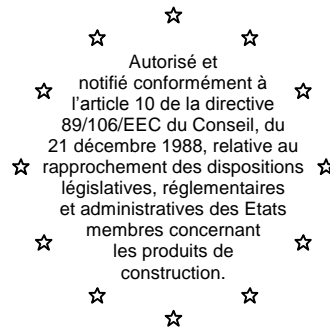 Autorisé et
notifié conformément à
l'article 10 de la directive
89/106/EEC du Conseil, du
21 décembre 1988, relative au
rapprochement des dispositions
législatives, réglementaires
et administratives des Etats
membres concernant
les produits de
construction.